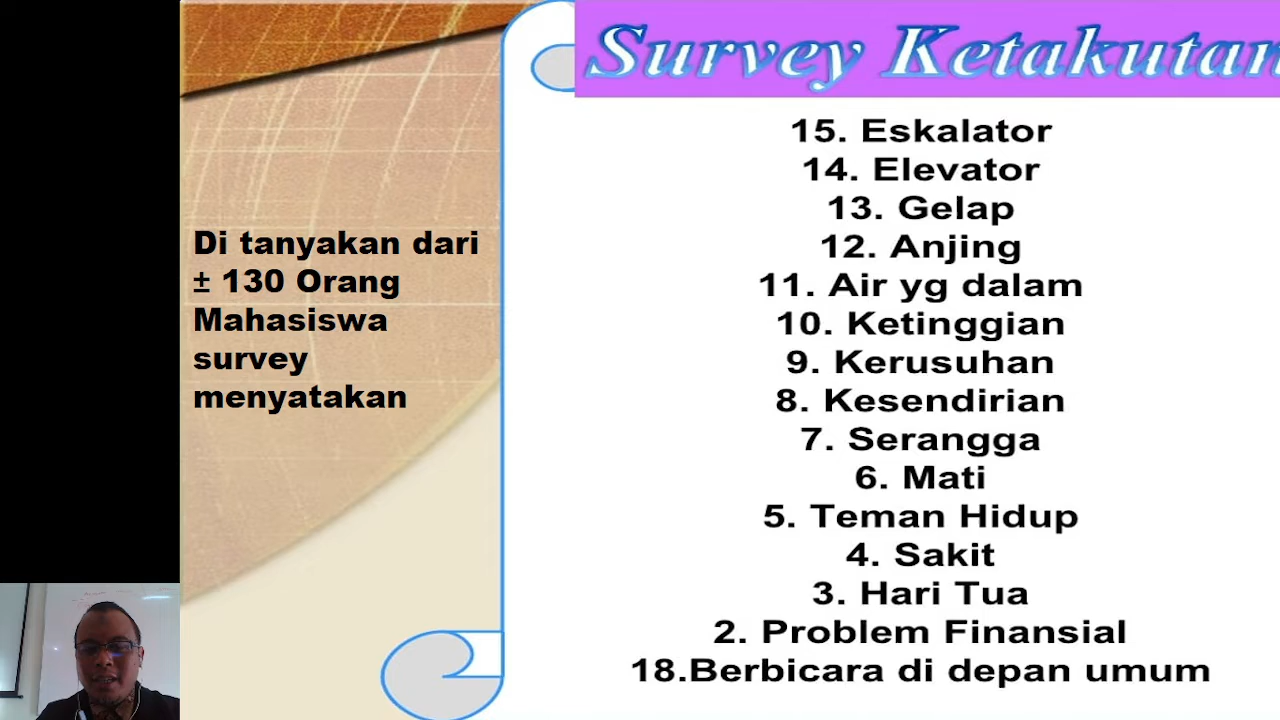 Survey Ketakutan
15. Eskalator
14. Elevator
13. Gelap
12. Anjing
11. Air yg dalam
10. Ketinggian
9. Kerusuhan
8. Kesendirian
7. Serangga
6. Mati
5. Teman Hidup
4. Sakit
3. Hari Tua
2. Problem Finansial
18.Berbicara di depan umum
Di tanyakan dari
± 130 Orang
Mahasiswa
survey
menyatakan